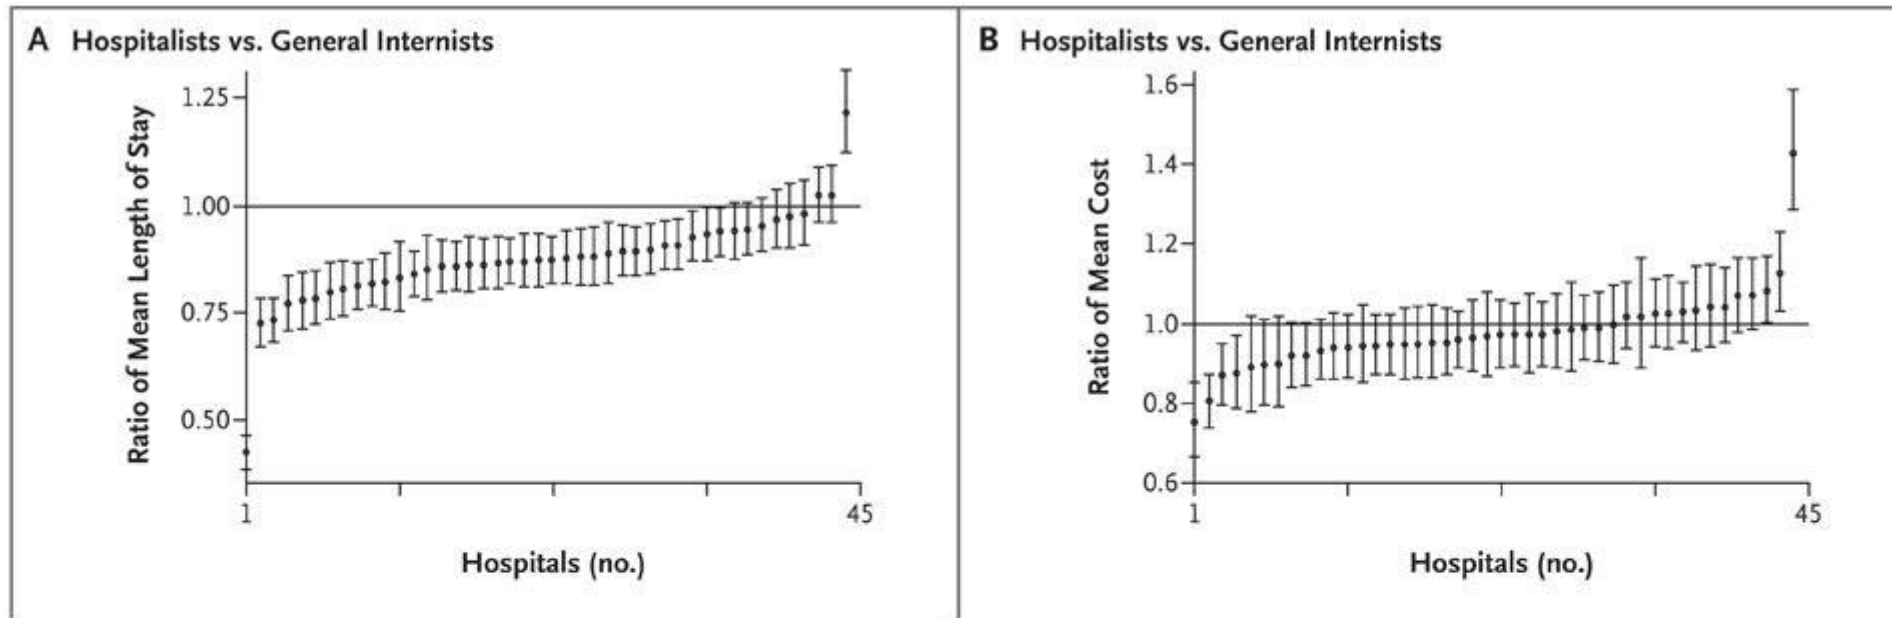 A Hospitalists vs. General Internists
Ratio of Mean Length of Stay
1.25
1.00
0.75
0.50
1
45
Hospitals (no.)
B Hospitalists vs. General Internists
Ratio of Mean Cost
1.6
1.4
1.2
1.0
0.8
0.6
1
45
Hospitals (no.)